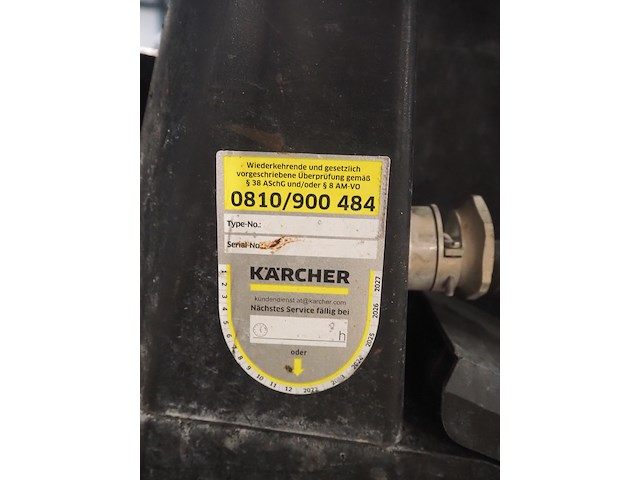 Wiederkehrende und gesetzlich
vorgeschriebene Überprüfung gemäß
§ 38 ASchG und/oder § 8 AM-VO
0810/900 484
Type-No.:
Serial-No.:
KÄRCHER
kundendienst.at@karcher.com
Nächstes Service fällig bei
h
oder
1 2 3 4 5 6 8 9 10 11 12 2023 2024 2025 2026 2027